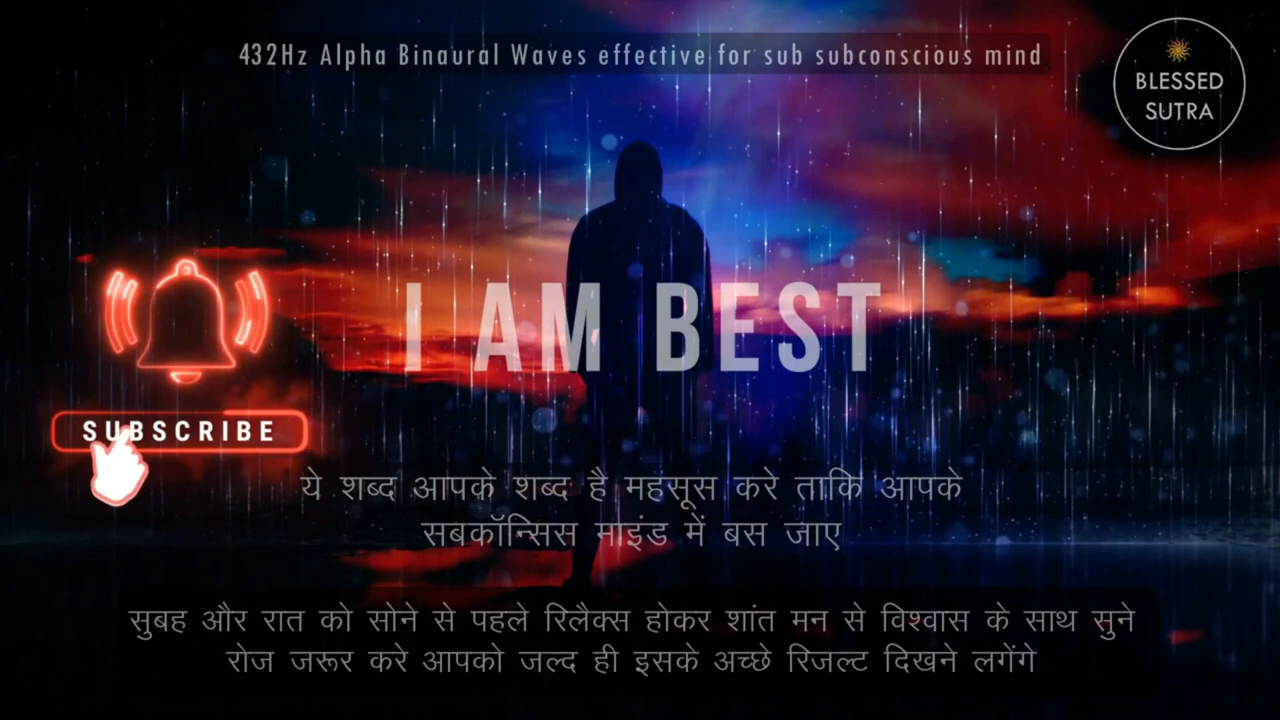 432Hz Alpha Binaural Waves effective for sub subconscious mind
BLESSED
SUTRA
I AM BEST
SUBSCRIBE
ये शब्द आपके शब्द है महसूस करे ताकि आपके
सबकॉन्सिस माइंड में बस जाए
सुबह और रात को सोने से पहले रिलैक्स होकर शांत मन से विश्वास के साथ सुने
रोज जरूर करे आपको जल्द ही इसके अच्छे रिजल्ट दिखने लगेंगे